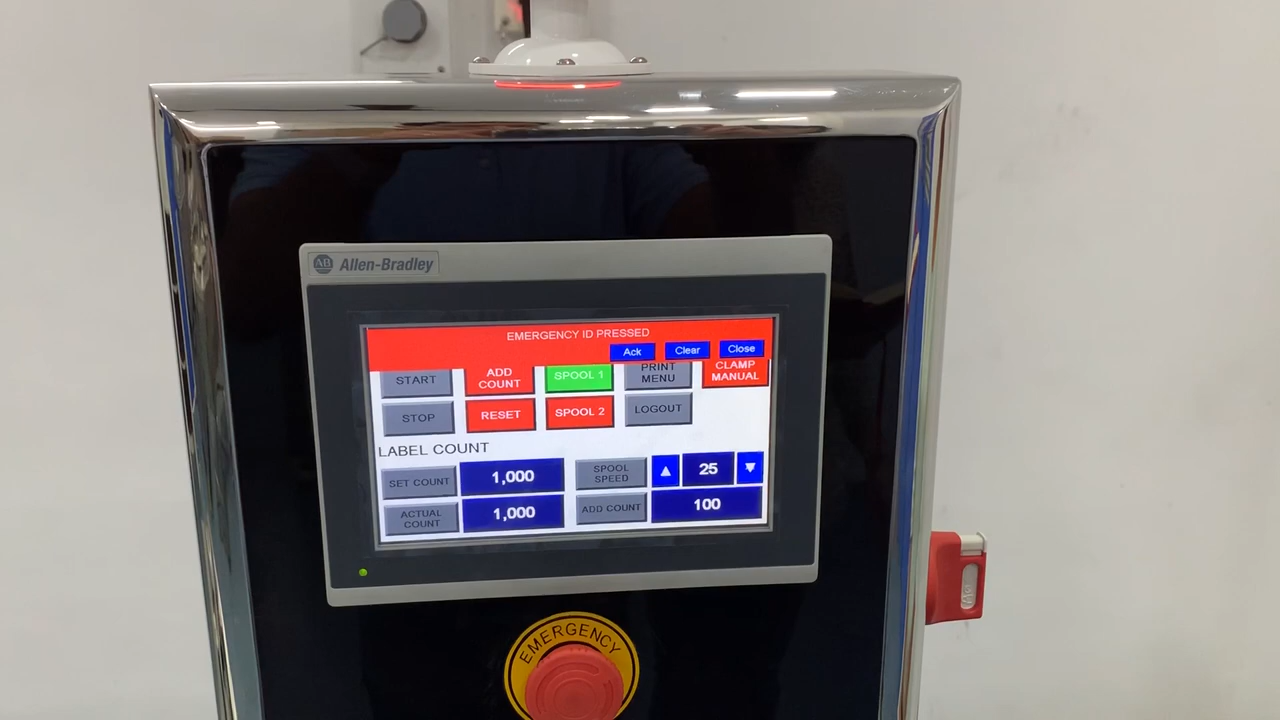 AB Allen-Bradley
EMERGENCY ID PRESSED
Ack Clear Close
START
ADD
COUNT
SPOOL 1
PRINT
MENU
CLAMP
MANUAL
STOP
RESET
SPOOL 2
LOGOUT
LABEL COUNT
SET COUNT
1,000
SPOOL
SPEED
25
ACTUAL
COUNT
1,000
ADD COUNT
100
EMERGENCY